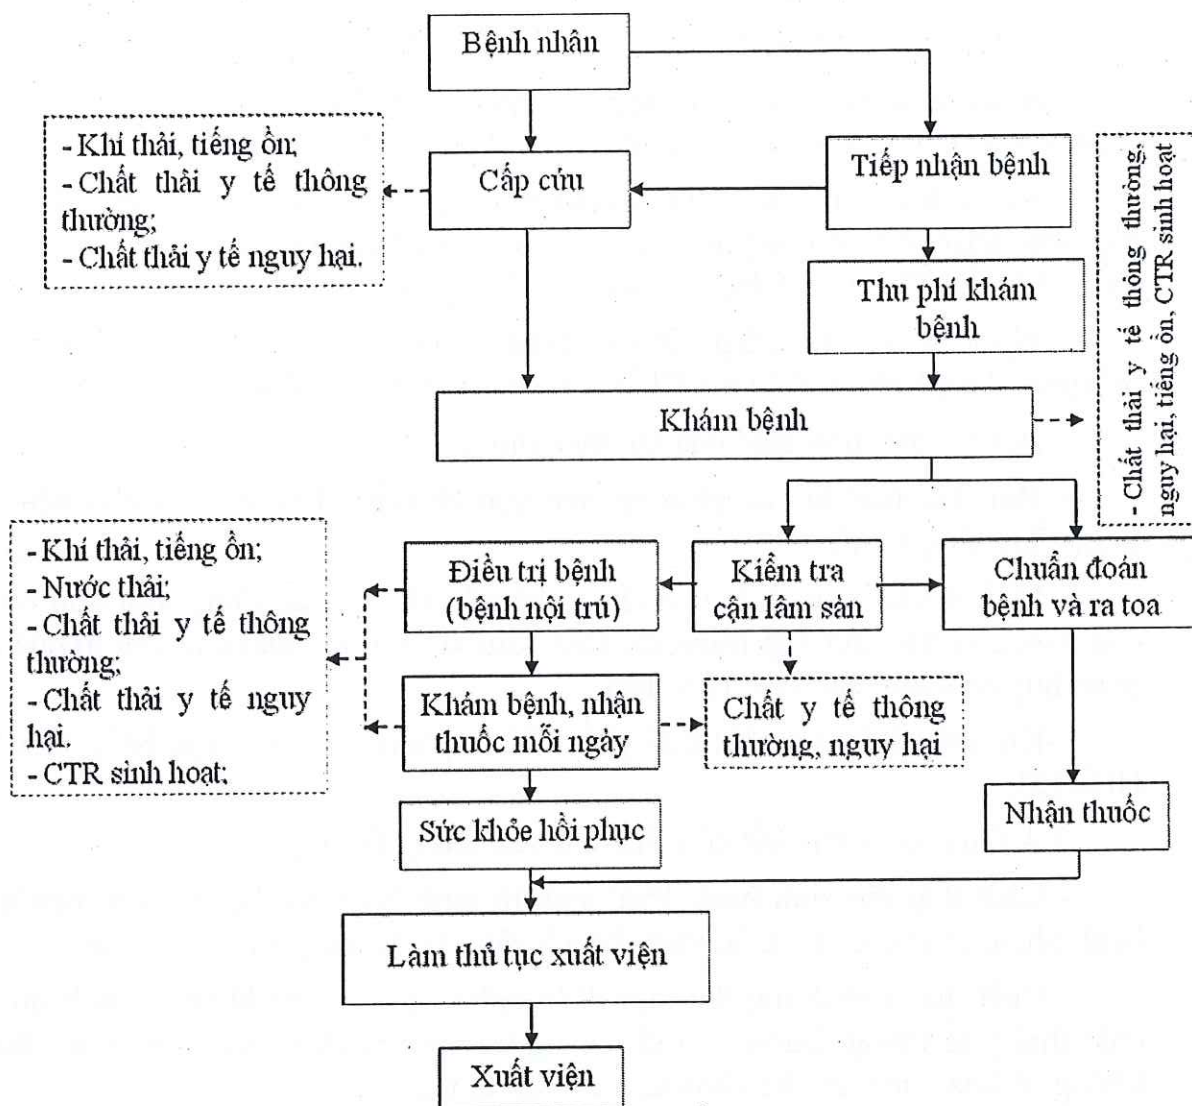 Bệnh nhân
- Khí thải, tiếng ồn;
- Chất thải y tế thông
thường;
- Chất thải y tế nguy hại.
Cấp cứu
Tiếp nhận bệnh
- Chất thải y tế thông thường,
nguy hại, tiếng ồn, CTR sinh hoạt
Thu phí khám
bệnh
Khám bệnh
- Khí thải, tiếng ồn;
- Nước thải;
- Chất thải y tế thông
thường;
- Chất thải y tế nguy
hại.
- CTR sinh hoạt;
Điều trị bệnh
(bệnh nội trú)
Kiểm tra
cận lâm sàn
Chuẩn đoán
bệnh và ra toa
Khám bệnh, nhận
thuốc mỗi ngày
Chất y tế thông
thường, nguy hại
Sức khỏe hồi phục
Nhận thuốc
Làm thủ tục xuất viện
Xuất viện